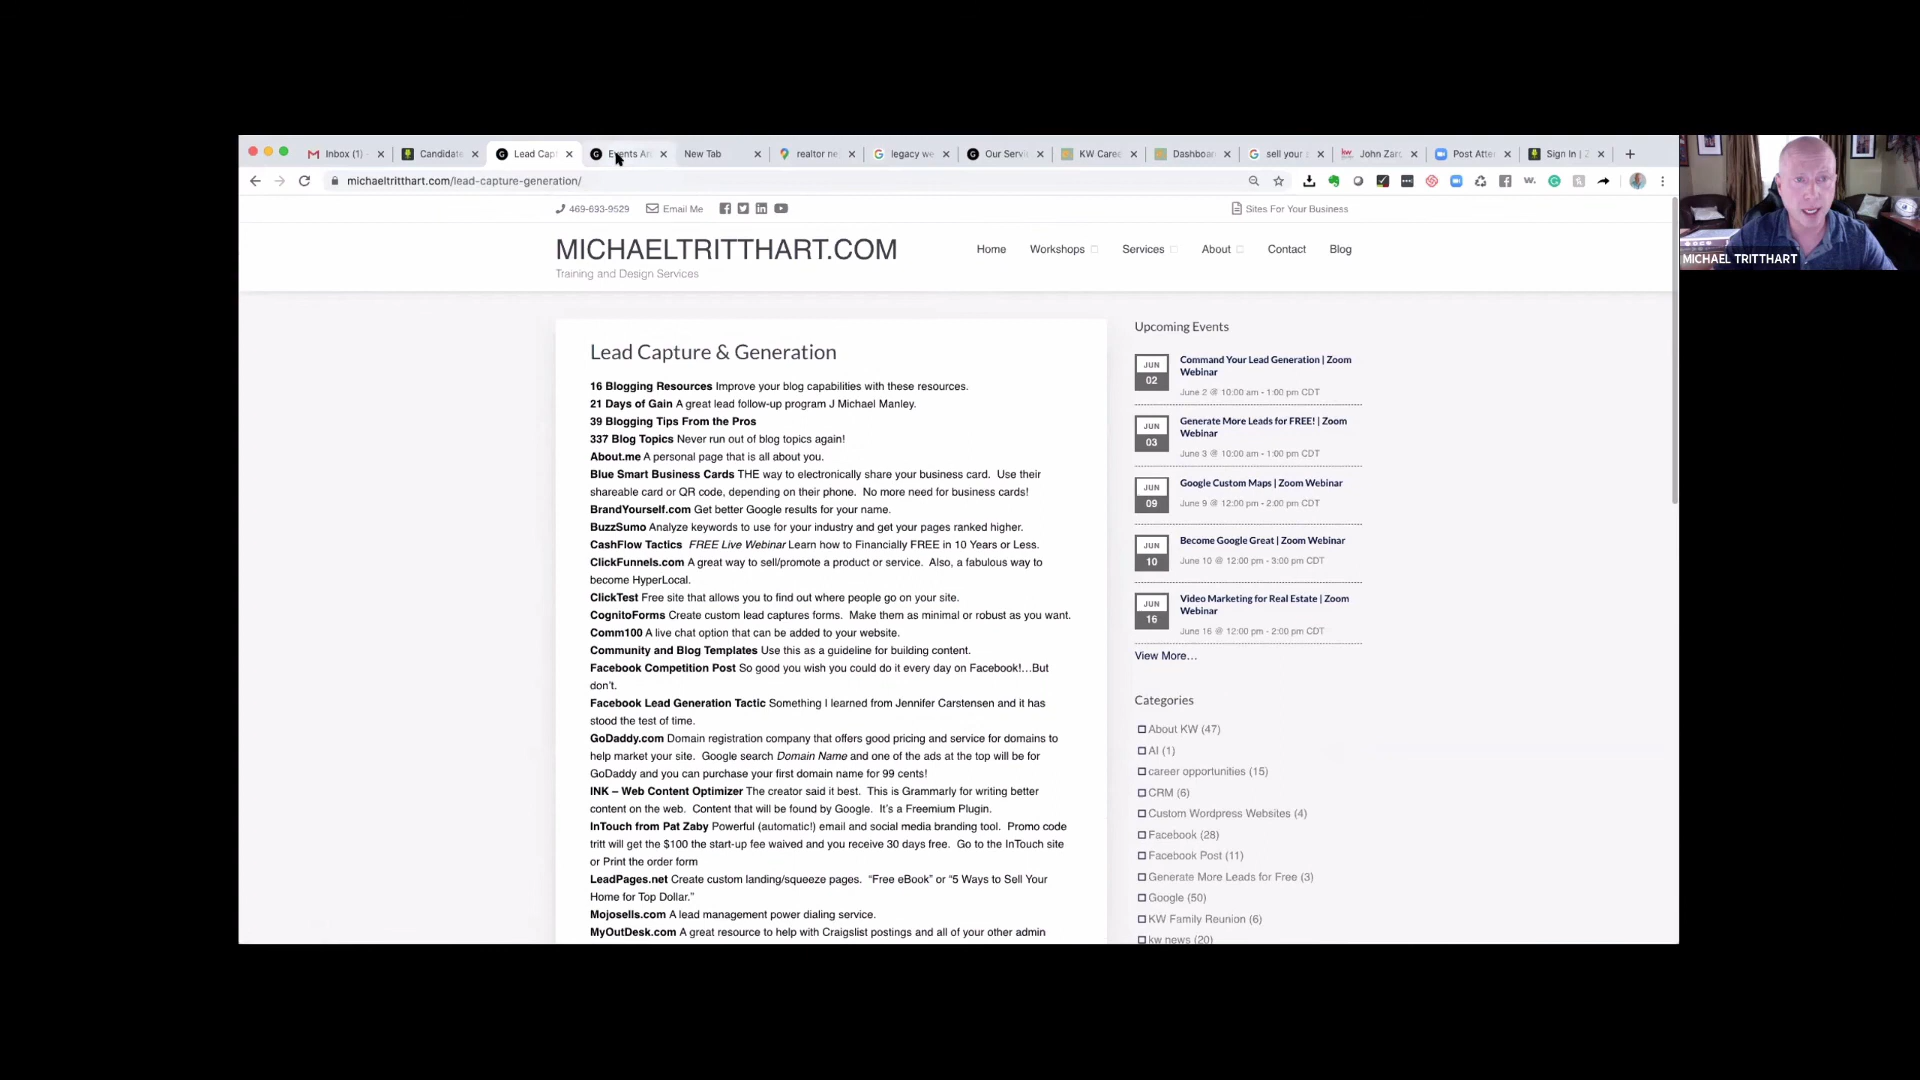 Inbox (1)
Candidate
Lead Cap
Events An
New Tab
realtor ne
legacy we
Our Servi
KW Caree
Dashboar
sell your
John Zarc
Post Atte
Sign In | Z
michaeltritthart.com/lead-capture-generation/
469-693-9529
Email Me
Sites For Your Business
MICHAELTRITTHART.COM
Training and Design Services
Home
Workshops
Services
About
Contact
Blog
MICHAEL TRITTHART
Lead Capture & Generation
16 Blogging Resources Improve your blog capabilities with these resources.
21 Days of Gain A great lead follow-up program J Michael Manley.
39 Blogging Tips From the Pros
337 Blog Topics Never run out of blog topics again!
About.me A personal page that is all about you.
Blue Smart Business Cards THE way to electronically share your business card. Use their
shareable card or QR code, depending on their phone. No more need for business cards!
BrandYourself.com Get better Google results for your name.
BuzzSumo Analyze keywords to use for your industry and get your pages ranked higher.
CashFlow Tactics FREE Live Webinar Learn how to Financially FREE in 10 Years or Less.
ClickFunnels.com A great way to sell/promote a product or service. Also, a fabulous way to
become HyperLocal.
ClickTest Free site that allows you to find out where people go on your site.
CognitoForms Create custom lead captures forms. Make them as minimal or robust as you want.
Comm100 A live chat option that can be added to your website.
Community and Blog Templates Use this as a guideline for building content.
Facebook Competition Post So good you wish you could do it every day on Facebook!...But
don't.
Facebook Lead Generation Tactic Something I learned from Jennifer Carstensen and it has
stood the test of time.
GoDaddy.com Domain registration company that offers good pricing and service for domains to
help market your site. Google search Domain Name and one of the ads at the top will be for
GoDaddy and you can purchase your first domain name for 99 cents!
INK – Web Content Optimizer The creator said it best. This is Grammarly for writing better
content on the web. Content that will be found by Google. It's a Freemium Plugin.
InTouch from Pat Zaby Powerful (automatic!) email and social media branding tool. Promo code
tritt will get the $100 the start-up fee waived and you receive 30 days free. Go to the InTouch site
or Print the order form
LeadPages.net Create custom landing/squeeze pages. "Free eBook" or "5 Ways to Sell Your
Home for Top Dollar."
Mojosells.com A lead management power dialing service.
MyOutDesk.com A great resource to help with Craigslist postings and all of your other admin
Upcoming Events
JUN
02
Command Your Lead Generation | Zoom
Webinar
June 2 @ 10:00 am - 1:00 pm CDT
JUN
03
Generate More Leads for FREE! | Zoom
Webinar
June 3 @ 10:00 am - 1:00 pm CDT
JUN
09
Google Custom Maps | Zoom Webinar
June 9 @ 12:00 pm - 2:00 pm CDT
JUN
10
Become Google Great | Zoom Webinar
June 10 @ 12:00 pm - 3:00 pm CDT
JUN
16
Video Marketing for Real Estate | Zoom
Webinar
June 16 @ 12:00 pm - 2:00 pm CDT
View More…
Categories
About KW (47)
AI (1)
career opportunities (15)
CRM (6)
Custom Wordpress Websites (4)
Facebook (28)
Facebook Post (11)
Generate More Leads for Free (3)
Google (50)
KW Family Reunion (6)
kw news (20)